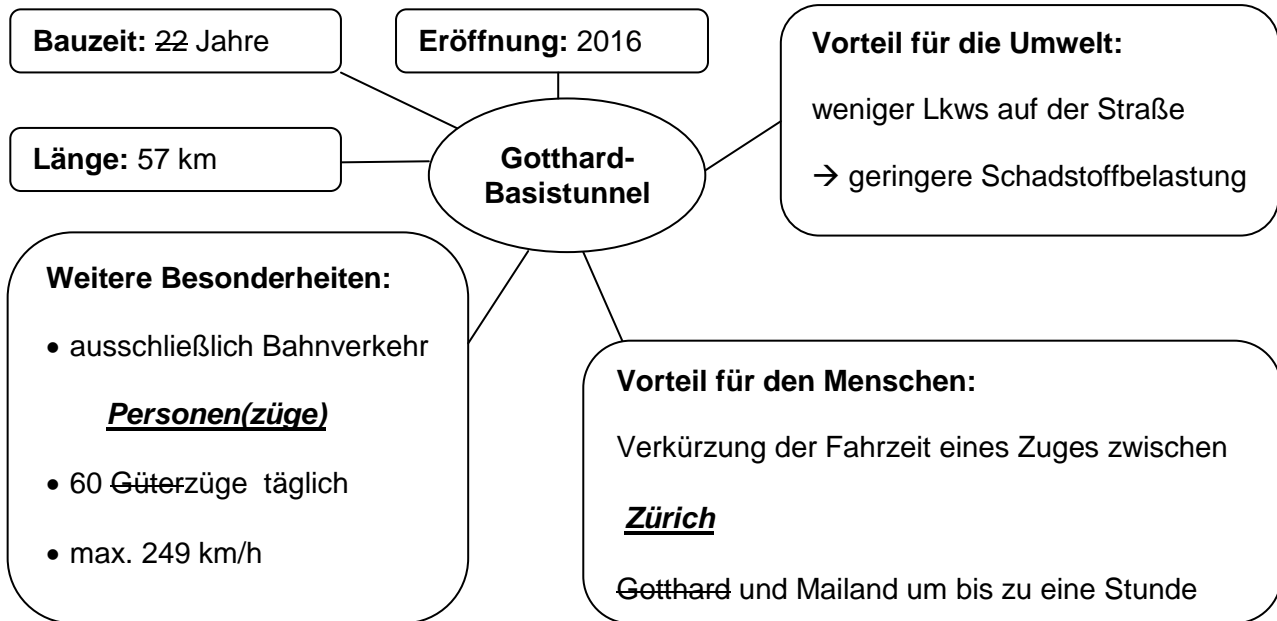 Bauzeit: 22 Jahre
Eröffnung: 2016
Vorteil für die Umwelt:
weniger Lkws auf der Straße
→ geringere Schadstoffbelastung
Länge: 57 km
Gotthard-
Basistunnel
Weitere Besonderheiten:
• ausschließlich Bahnverkehr
Personen(züge)
• 60 Güterzüge täglich
• max. 249 km/h
Vorteil für den Menschen:
Verkürzung der Fahrzeit eines Zuges zwischen
Zürich
Gotthard und Mailand um bis zu eine Stunde